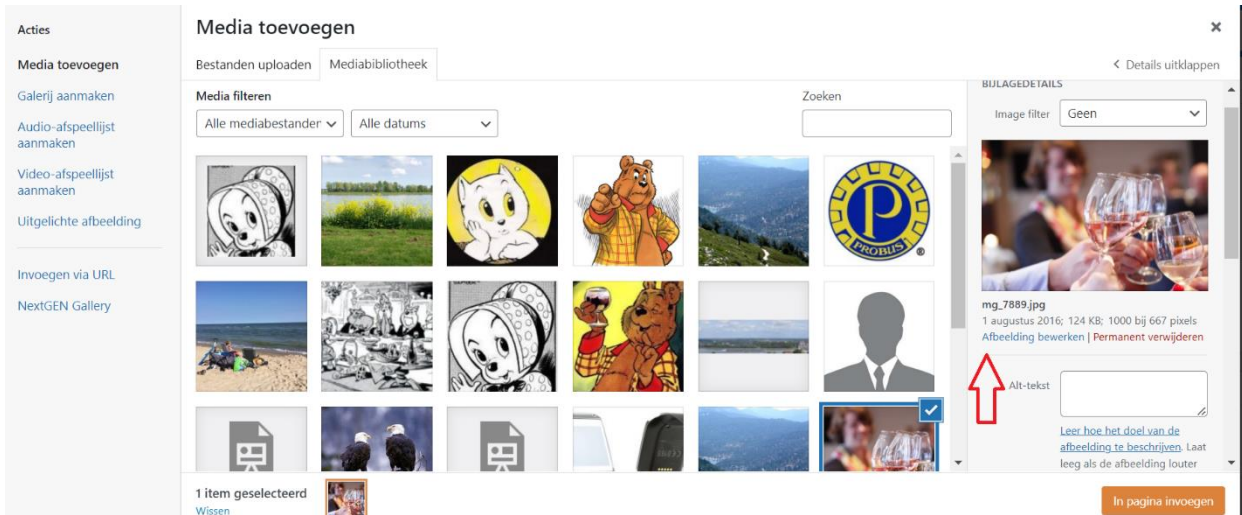 Acties
Media toevoegen
Galerij aanmaken
Audio-afspeellijst
aanmaken
Video-afspeellijst
aanmaken
Uitgelichte afbeelding
Invoegen via URL
NextGEN Gallery
Media toevoegen
Bestanden uploaden
Mediabibliotheek
Details uitklappen
Media filteren
Alle mediabestanden
Alle datums
Zoeken
P
PROBUS
®
BIJLAGEDETAILS
Image filter
Geen
mg_7889.jpg
1 augustus 2016; 124 KB; 1000 bij 667 pixels
Afbeelding bewerken | Permanent verwijderen
Alt-tekst
Leer hoe het doel van de
afbeelding te beschrijven. Laat
leeg als de afbeelding louter
1 item geselecteerd
Wissen
In pagina invoegen